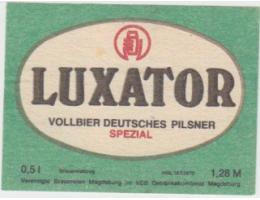 LUXATOR
VOLLBIER DEUTSCHES PILSNER
SPEZIAL
0,5 l 1,28 M
Vereinigte Brauereien Magdeburg im VEB Getränkekombinat Magdeburg